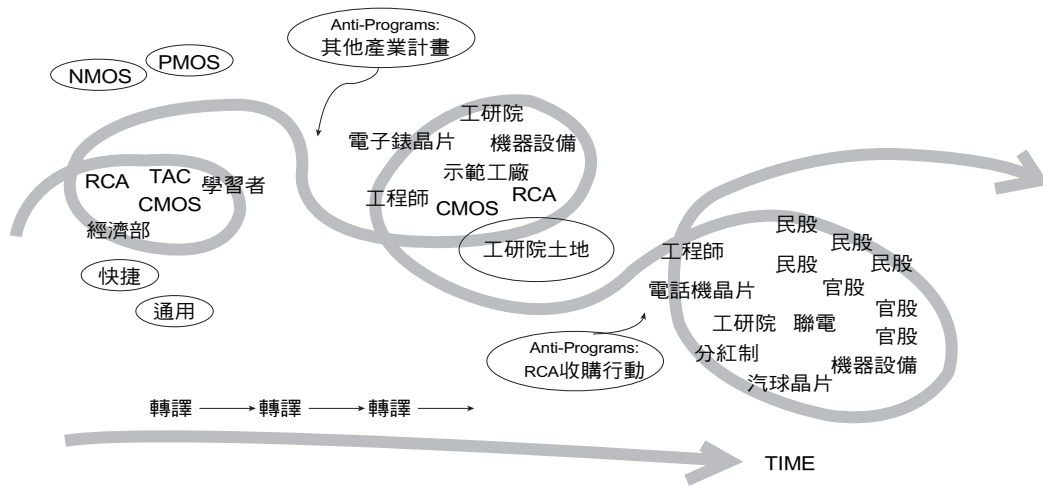 Anti-Programs:
其他產業計畫
NMOS
PMOS
RCA
TAC
學習者
CMOS
經濟部
快捷
通用
工研院
電子錶晶片
機器設備
示範工廠
工程師
CMOS
RCA
工研院土地
Anti-Programs:
RCA收購行動
工程師
民股
民股
民股
民股
電話機晶片
官股
官股
工研院
聯電
官股
分紅制
機器設備
汽球晶片
轉譯
轉譯
轉譯
TIME